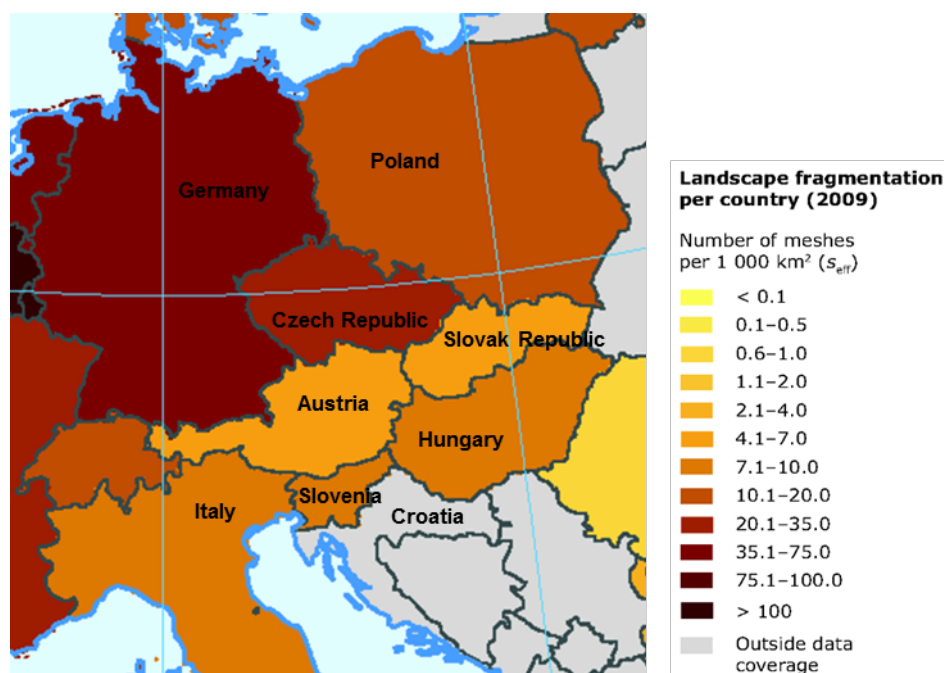 Poland
Germany
Czech Republic
Slovak Republic
Austria
Hungary
Slovenia
Italy
Croatia
Landscape fragmentation
per country (2009)
Number of meshes
per 1 000 km² (seff)
< 0.1
0.1–0.5
0.6–1.0
1.1–2.0
2.1–4.0
4.1–7.0
7.1–10.0
10.1–20.0
20.1–35.0
35.1–75.0
75.1–100.0
> 100
Outside data
coverage